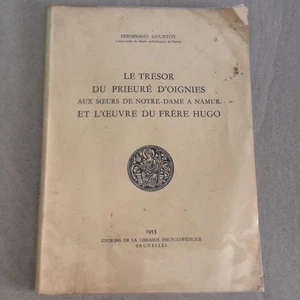 FERDINAND COURTOY
LE TRESOR
DU PRIEURÉ D'OIGNIES
AUX SŒURS DE NOTRE-DAME A NAMUR
ET L'ŒUVRE DU FRÈRE HUGO
1953
EDITIONS DE LA LIBRAIRIE ENCYCLOPÉDIQUE
BRUXELLES